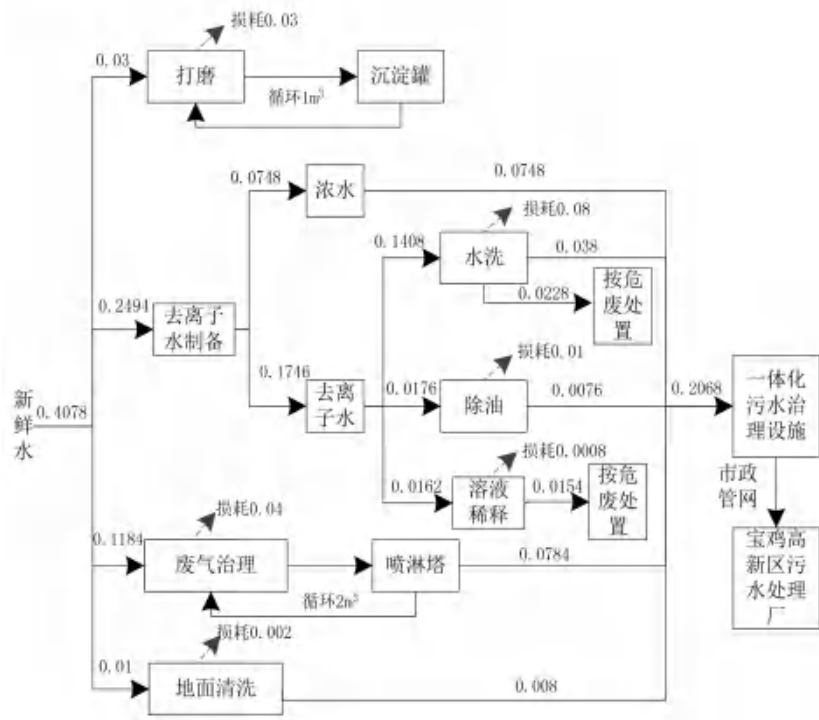 损耗0.03
0.03
打磨
沉淀罐
循环1m³
0.0748
浓水
0.0748
损耗0.08
0.1408
水洗
0.038
0.0228
按危
废处
置
0.2494
去离子
水制备
0.1746
去离
子水
损耗0.01
0.0176
除油
0.0076
0.2068
一体化
污水治
理设施
新
鲜
水
0.4078
损耗0.0008
0.0162
溶液
稀释
0.0154
按危
废处
置
市政
管网
宝鸡高
新区污
水处理
厂
损耗0.04
0.1184
废气治理
喷淋塔
0.0784
循环2m³
损耗0.002
0.01
地面清洗
0.008